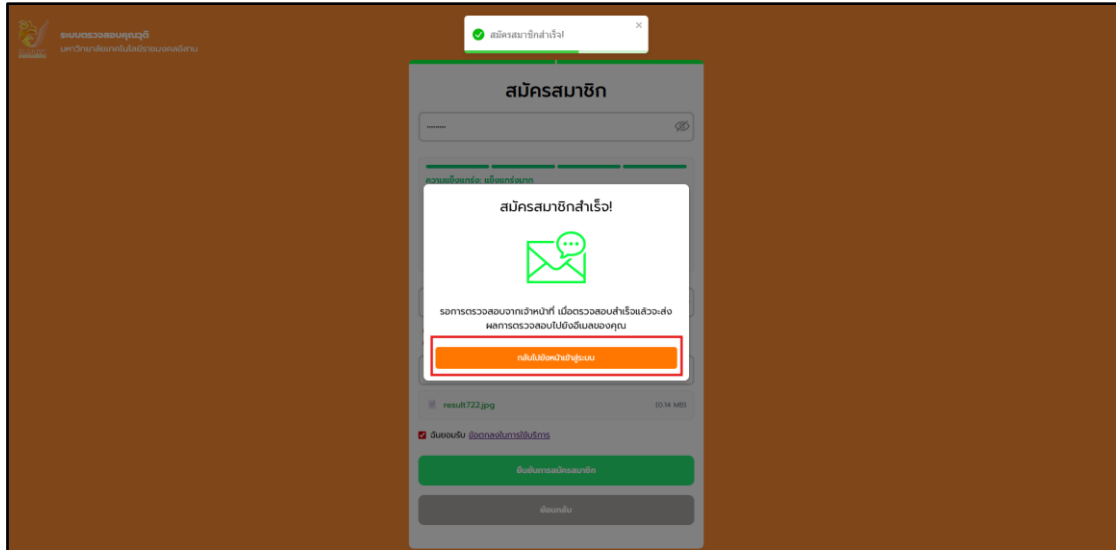 ระบบตรวจสอบคุณวุฒิ
มหาวิทยาลัยเทคโนโลยีราชมงคลอีสาน
สมัครสมาชิกสำเร็จ!
สมัครสมาชิก
ความแข็งแกร่ง: แข็งแกร่งมาก
สมัครสมาชิกสำเร็จ!
รอการตรวจสอบจากเจ้าหน้าที่ เมื่อตรวจสอบสำเร็จแล้วจะส่ง
ผลการตรวจสอบไปยังอีเมลของคุณ
กลับไปยังหน้าเข้าสู่ระบบ
result722.jpg (0.14 MB)
ฉันยอมรับ ข้อตกลงในการใช้บริการ
ยืนยันการสมัครสมาชิก
ย้อนกลับ